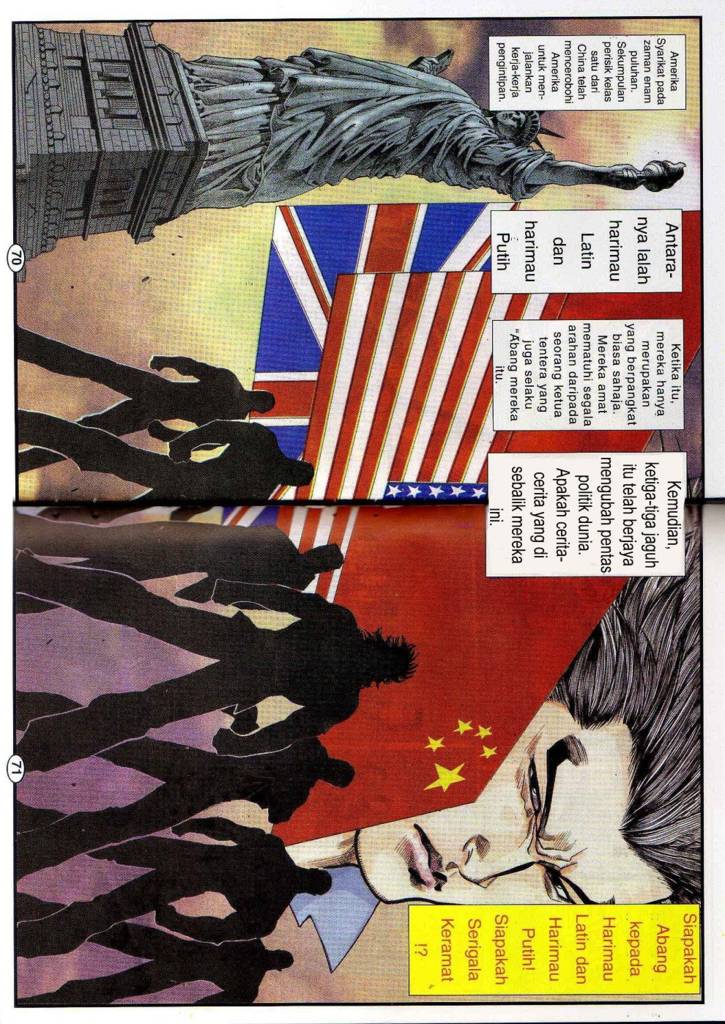 Amerika
Syarikat pada
zaman enam
puluhan.
Sekumpulan
perisik kelas
satu dari
China telah
mencerobohi
Amerika
untuk men-
jalankan
kerja-kerja
pengintipan.
Antara-
nya lalah
harimau
Latin
dan
harimau
Putih
Ketika itu,
mereka hanya
merupakan
yang berpangkat
biasa sahaja.
Mereka amat
mematuhi segala
arahan daripada
seorang ketua
tentera yang
juga selaku
"Abang mereka
itu.
Kemudian,
ketiga-tiga jaguh
itu telah berjaya
mengubah pentas
politik dunia.
Apakah cerita-
cerita yang di
sebalik mereka
ini.
Siapakah
Abang
kepada
Harimau
Latin dan
Harimau
Putih!
Siapakah
Serigala
Keramat
!?
70
71